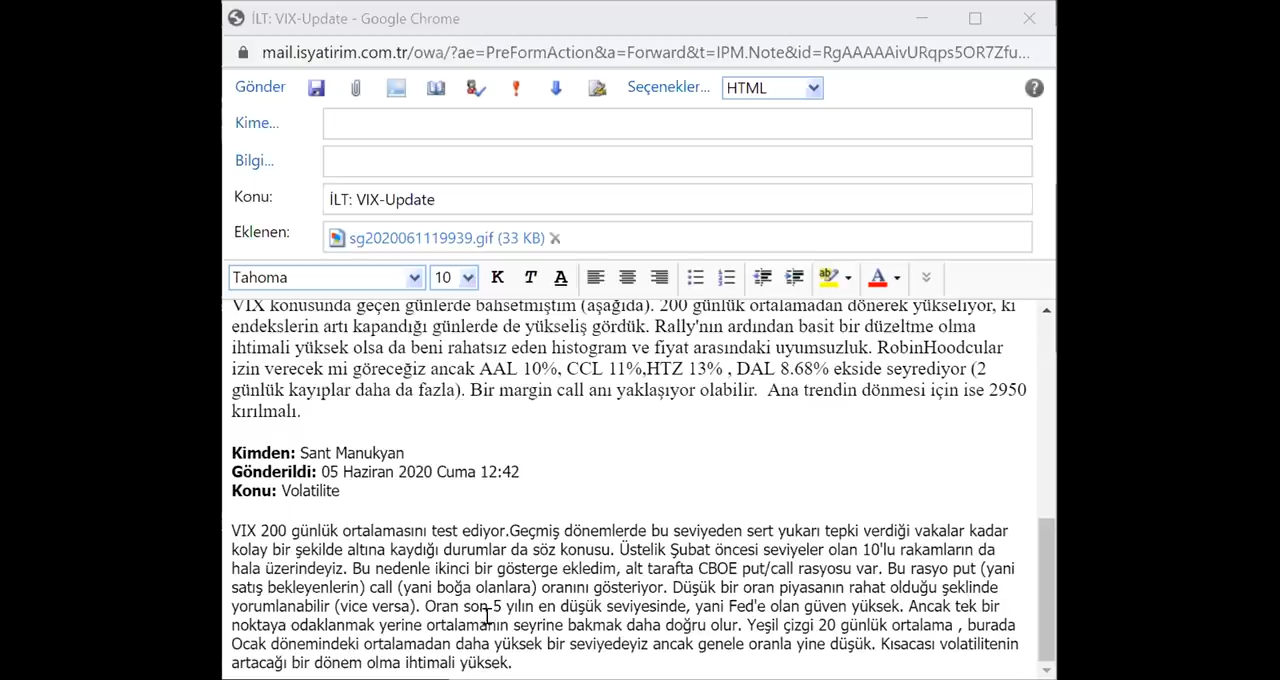 İLT: VIX-Update - Google Chrome
mail.isyatirim.com.tr/owa/?ae=PreFormAction&a=Forward&t=IPM.Note&id=RgAAAAAivURqps5OR7Zfu...
Gönder Seçenekler... HTML
Kime...
Bilgi...
Konu: İLT: VIX-Update
Eklenen: sg2020061119939.gif (33 KB)
Tahoma 10 K T A
VIX konusunda geçen günlerde bahsetmiştim (aşağıda). 200 günlük ortalamadan dönerek yükseliyor, ki
endekslerin artı kapandığı günlerde de yükseliş gördük. Rally'nın ardından basit bir düzeltme olma
ihtimali yüksek olsa da beni rahatsız eden histogram ve fiyat arasındaki uyumsuzluk. RobinHoodcular
izin verecek mi göreceğiz ancak AAL 10%, CCL 11%,HTZ 13% , DAL 8.68% ekside seyrediyor (2
günlük kayıplar daha da fazla). Bir margin call anı yaklaşıyor olabilir.  Ana trendin dönmesi için ise 2950
kırılmalı.
Kimden: Sant Manukyan
Gönderildi: 05 Haziran 2020 Cuma 12:42
Konu: Volatilite
VIX 200 günlük ortalamasını test ediyor.Geçmiş dönemlerde bu seviyeden sert yukarı tepki verdiği vakalar kadar
kolay bir şekilde altına kaydığı durumlar da söz konusu. Üstelik Şubat öncesi seviyeler olan 10'lu rakamların da
hala üzerindeyiz. Bu nedenle ikinci bir gösterge ekledim, alt tarafta CBOE put/call rasyosu var. Bu rasyo put (yani
satış bekleyenlerin) call (yani boğa olanlara) oranını gösteriyor. Düşük bir oran piyasanın rahat olduğu şeklinde
yorumlanabilir (vice versa). Oran son 5 yılın en düşük seviyesinde, yani Fed'e olan güven yüksek. Ancak tek bir
noktaya odaklanmak yerine ortalamanın seyrine bakmak daha doğru olur. Yeşil çizgi 20 günlük ortalama , burada
Ocak dönemindeki ortalamadan daha yüksek bir seviyedeyiz ancak genele oranla yine düşük. Kısacası volatilitenin
artacağı bir dönem olma ihtimali yüksek.